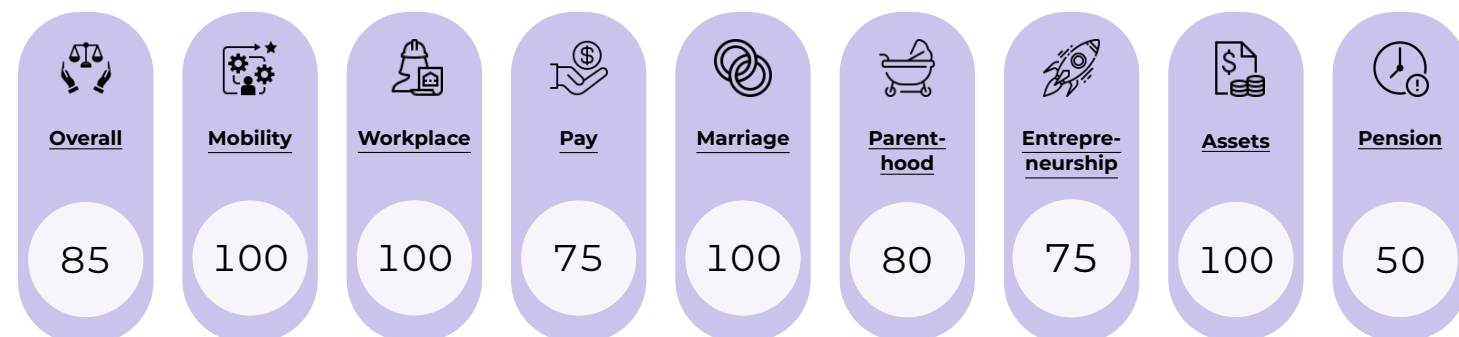 Overall
85
Mobility
100
Workplace
100
$
Pay
75
Marriage
100
Parent-
hood
80
Entrepre-
neurship
75
$
Assets
100
!
Pension
50